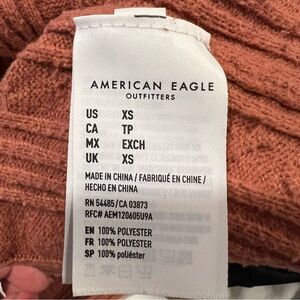 AMERICAN EAGLE
OUTFITTERS
US XS
CA TP
MX EXCH
UK XS
MADE IN CHINA / FABRIQUÉ EN CHINE /
HECHO EN CHINA
RN 54485/CA 03873
RFC# AEM120605U9A
EN 100% POLYESTER
FR 100% POLYESTER
SP 100% poliéster